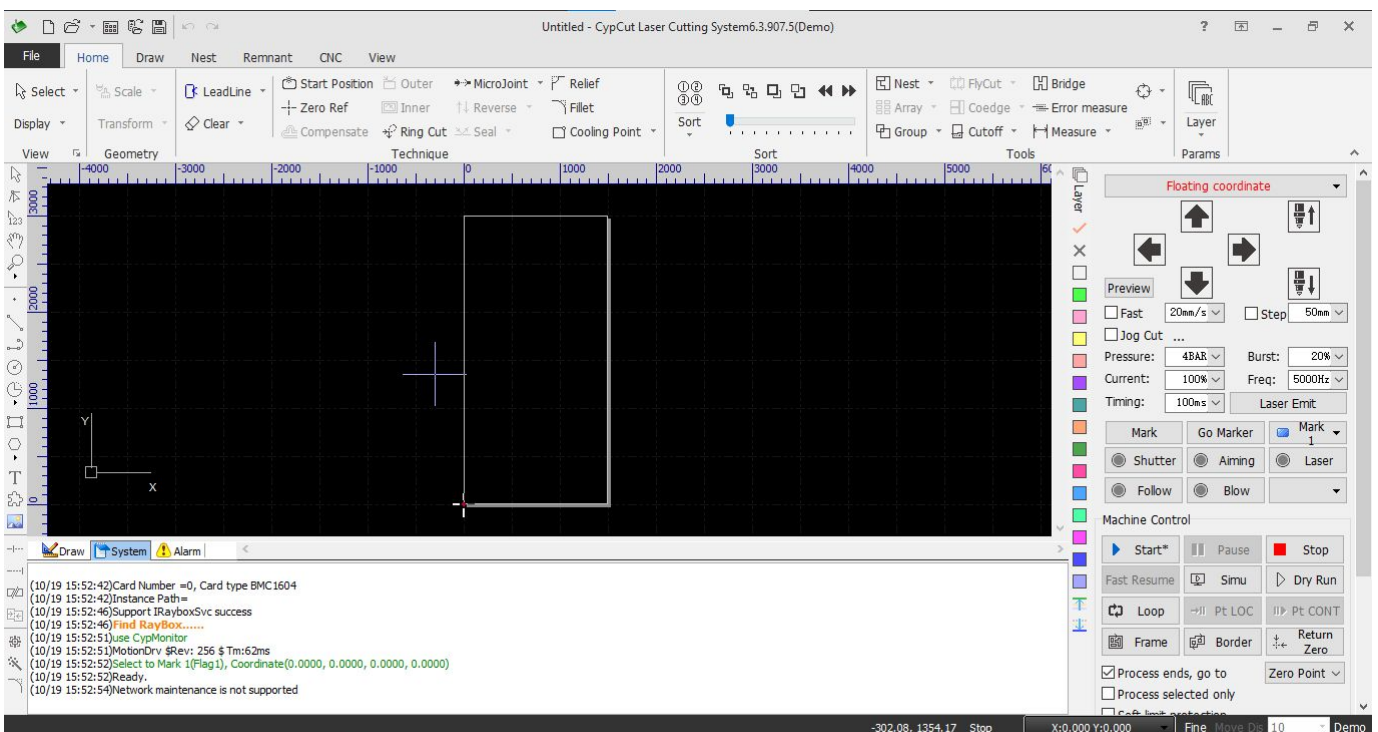 Untitled - CypCut Laser Cutting System6.3.907.5(Demo)
File Home Draw Nest Remnant CNC View
Select Scale LeadLine Start Position Outer MicroJoint Relief ①② ③④ Nest FlyCut Bridge
Display Transform Clear Zero Ref Inner Reverse Fillet Sort Array Coedge Error measure Layer
Compensate Ring Cut Seal Cooling Point Group Cutoff Measure
View Geometry Technique Sort Tools Params
-4000 -3000 -2000 -1000 0 1000 2000 3000 4000 5000
Layer
3000
2000
1000
0
123
T
Y
X
Floating coordinate
Preview
Fast 20mm/s Step 50mm
Jog Cut ...
Pressure: 4BAR Burst: 20%
Current: 100% Freq: 5000Hz
Timing: 100ms Laser Emit
Mark Go Marker Mark 1
Shutter Aiming Laser
Follow Blow
Machine Control
Start* Pause Stop
Fast Resume Simu Dry Run
Loop Pt LOC Pt CONT
Frame Border Return Zero
Process ends, go to Zero Point
Process selected only
Soft limit protection
Draw System Alarm
(10/19 15:52:42)Card Number =0, Card type BMC1604
(10/19 15:52:42)Instance Path=
(10/19 15:52:46)Support IRayboxSvc success
(10/19 15:52:46)Find RayBox......
(10/19 15:52:51)use CypMonitor
(10/19 15:52:51)MotionDrv $Rev: 256 $ Tm:62ms
(10/19 15:52:52)Select to Mark 1(Flag1), Coordinate(0.0000, 0.0000, 0.0000, 0.0000)
(10/19 15:52:52)Ready.
(10/19 15:52:54)Network maintenance is not supported
-302.08, 1354.17 Stop X:0.000 Y:0.000 Fine Move Dis 10 Demo